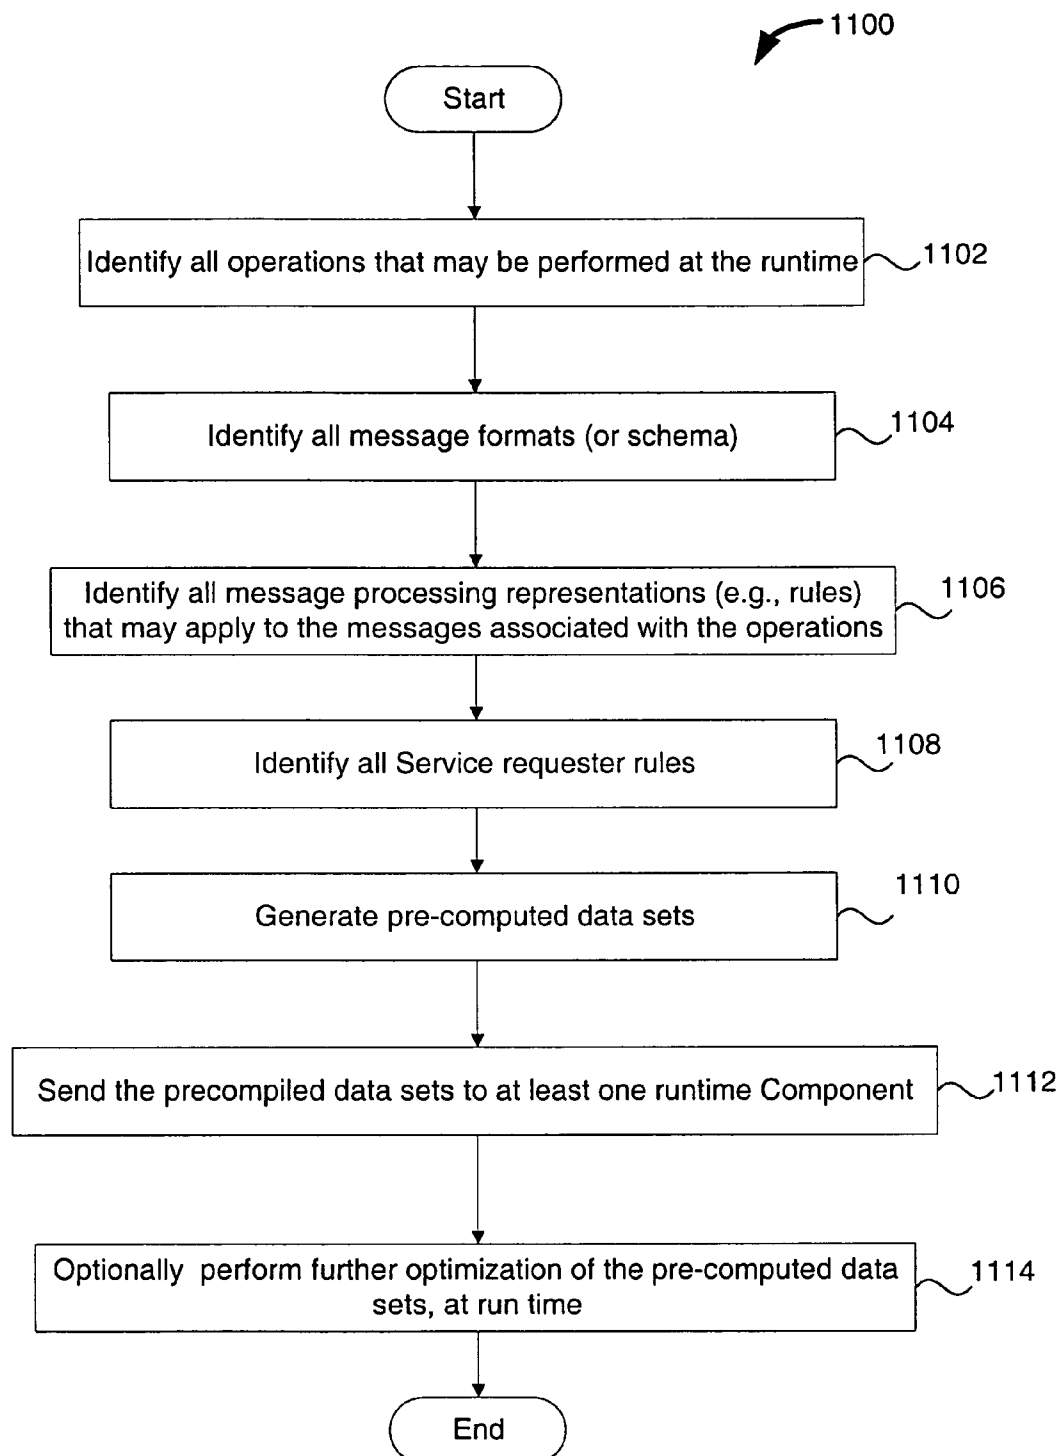 1100
Start
Identify all operations that may be performed at the runtime
1102
Identify all message formats (or schema)
1104
Identify all message processing representations (e.g., rules)
that may apply to the messages associated with the operations
1106
Identify all Service requester rules
1108
Generate pre-computed data sets
1110
Send the precompiled data sets to at least one runtime Component
1112
Optionally perform further optimization of the pre-computed data
sets, at run time
1114
End